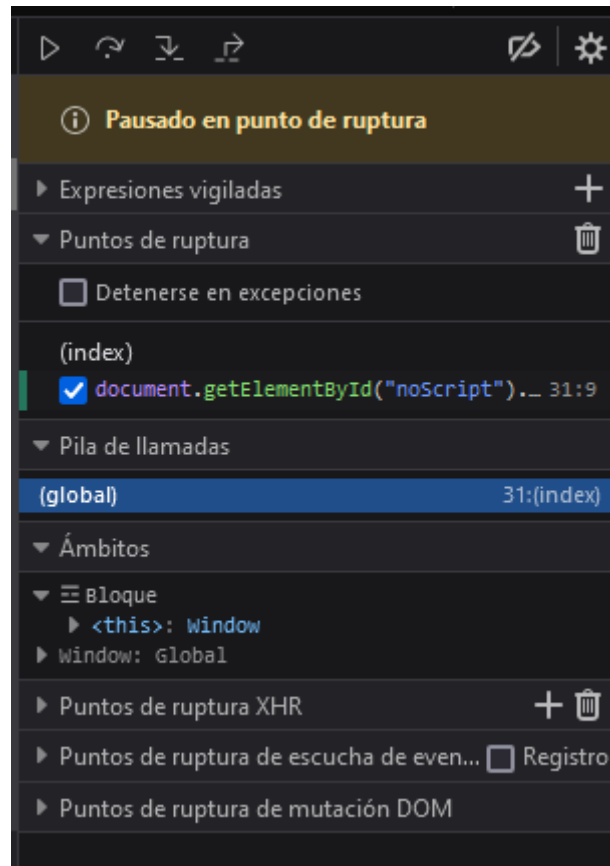 Pausado en punto de ruptura
Expresiones vigiladas
Puntos de ruptura
Detenerse en excepciones
(index)
document.getElementById("noScript").… 31:9
Pila de llamadas
(global) 31:(index)
Ámbitos
Bloque
<this>: Window
Window: Global
Puntos de ruptura XHR
Puntos de ruptura de escucha de even... Registro
Puntos de ruptura de mutación DOM